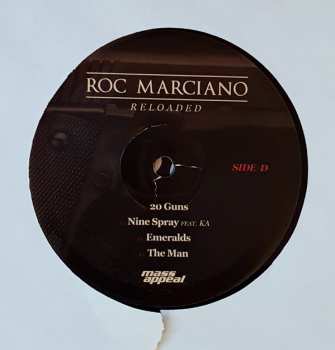 ROC MARCIANO
RELOADED
SIDE D
20 Guns
Nine Spray FEAT. KA
Emeralds
The Man
mass
appeal